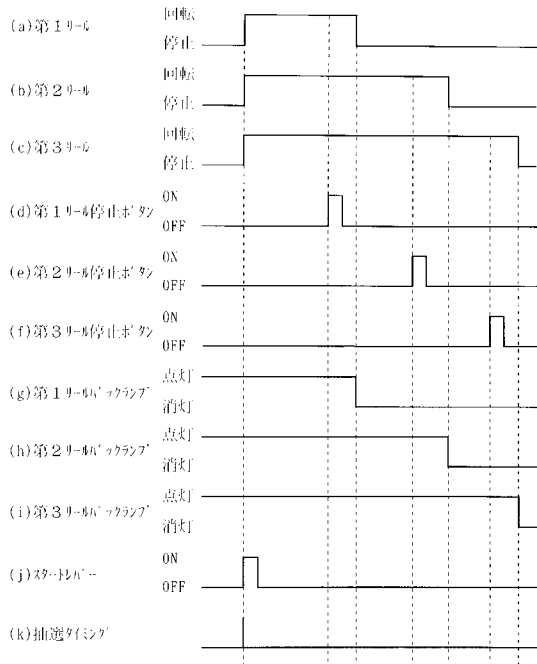 回転
(a)第1リール
停止
回転
(b)第2リール
停止
回転
(c)第3リール
停止
ON
(d)第1リール停止ボタン
OFF
ON
(e)第2リール停止ボタン
OFF
ON
(f)第3リール停止ボタン
OFF
点灯
(g)第1リールバックランプ
消灯
点灯
(h)第2リールバックランプ
消灯
点灯
(i)第3リールバックランプ
消灯
ON
(j)スタートレバー
OFF
(k)抽選タイミング